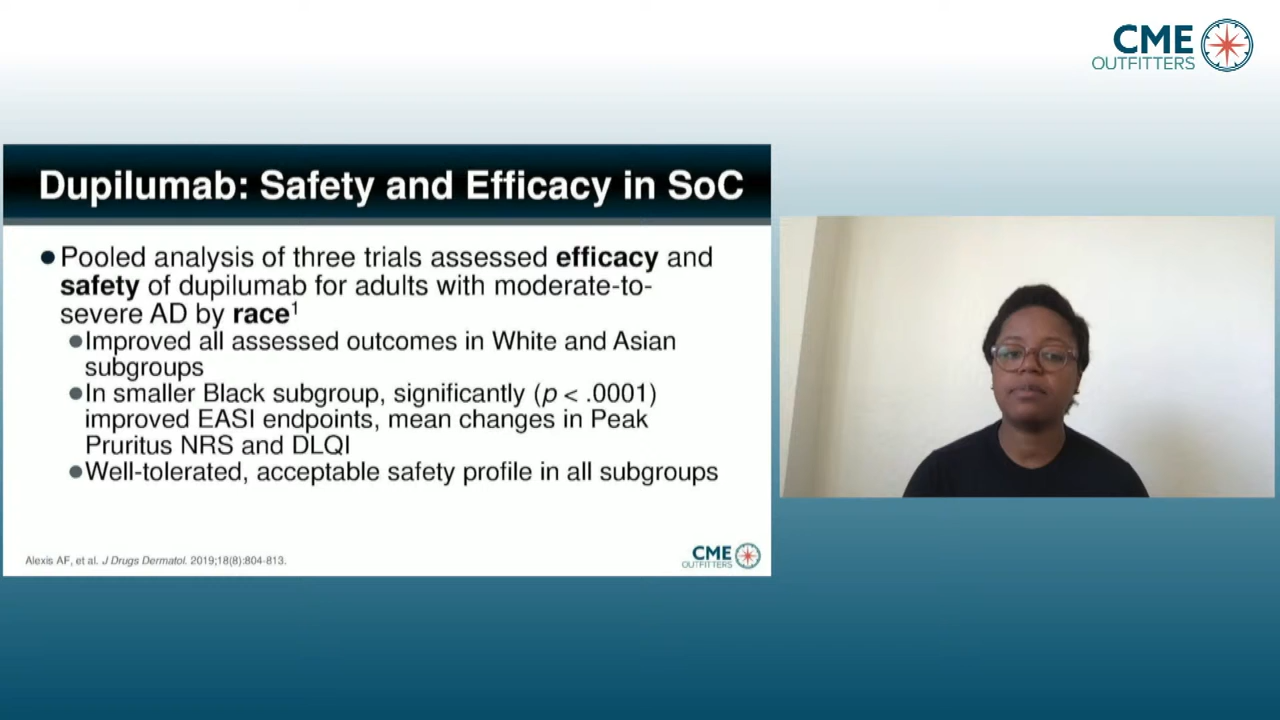 CME
OUTFITTERS
Dupilumab: Safety and Efficacy in SoC
● Pooled analysis of three trials assessed efficacy and
safety of dupilumab for adults with moderate-to-
severe AD by race1
● Improved all assessed outcomes in White and Asian
subgroups
● In smaller Black subgroup, significantly (p < .0001)
improved EASI endpoints, mean changes in Peak
Pruritus NRS and DLQI
● Well-tolerated, acceptable safety profile in all subgroups
Alexis AF, et al. J Drugs Dermatol. 2019;18(8):804-813.
CME
OUTFITTERS